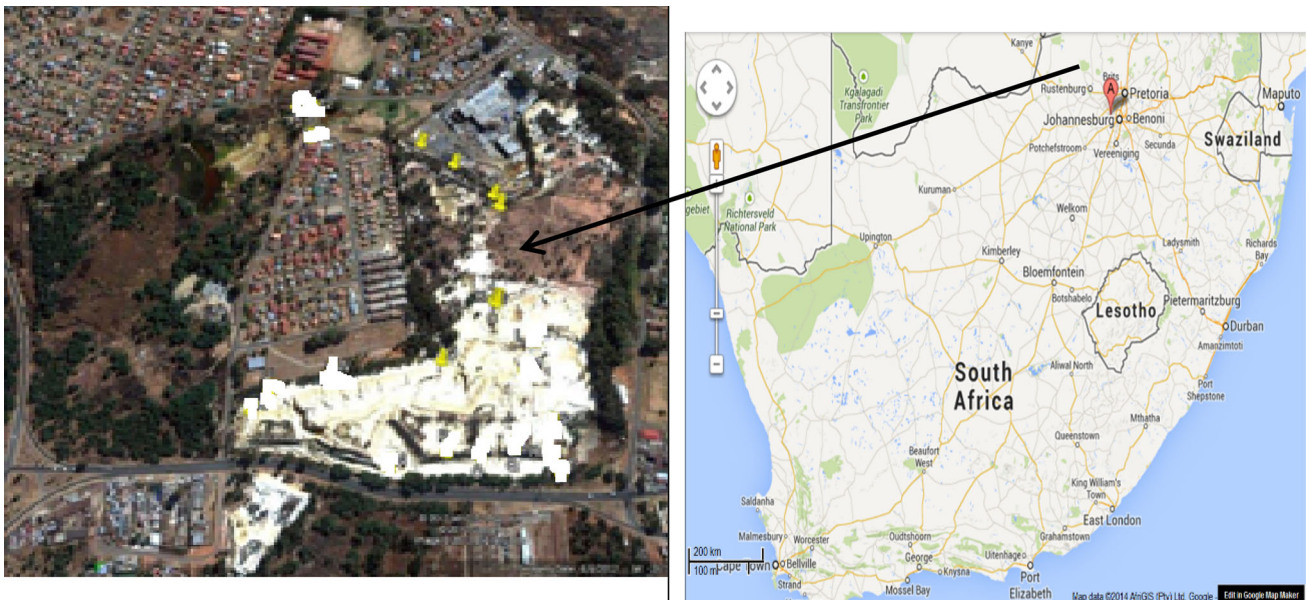 Kanye
Kgalagadi
Transfrontier
Park
Brits
Rustenburg
Pretoria
A
Maputo
Johannesburg
Benoni
Swaziland
Potchefstroom
Secunda
Vereeniging
Kuruman
gebiet
Richtersveld
National Park
Welkom
Upington
Kimberley
Ladysmith
Richards
Bay
Bloemfontein
Botshabelo
Pietermaritzburg
Lesotho
Durban
Amanzimtoti
South
Africa
Aliwal North
Port
Shepstone
Mthatha
Queenstown
Beaufort
West
King William's
Town
Saldanha
East London
Malmesbury
Worcester
Oudtshoorn
Grahamstown
200 km
100 mi
Cape Town
Bellville
George
Knysna
Uitenhage
Strand
Mossel Bay
Port
Elizabeth
Map data ©2014 AfriGIS (Pty) Ltd, Google -
Edit in Google Map Maker